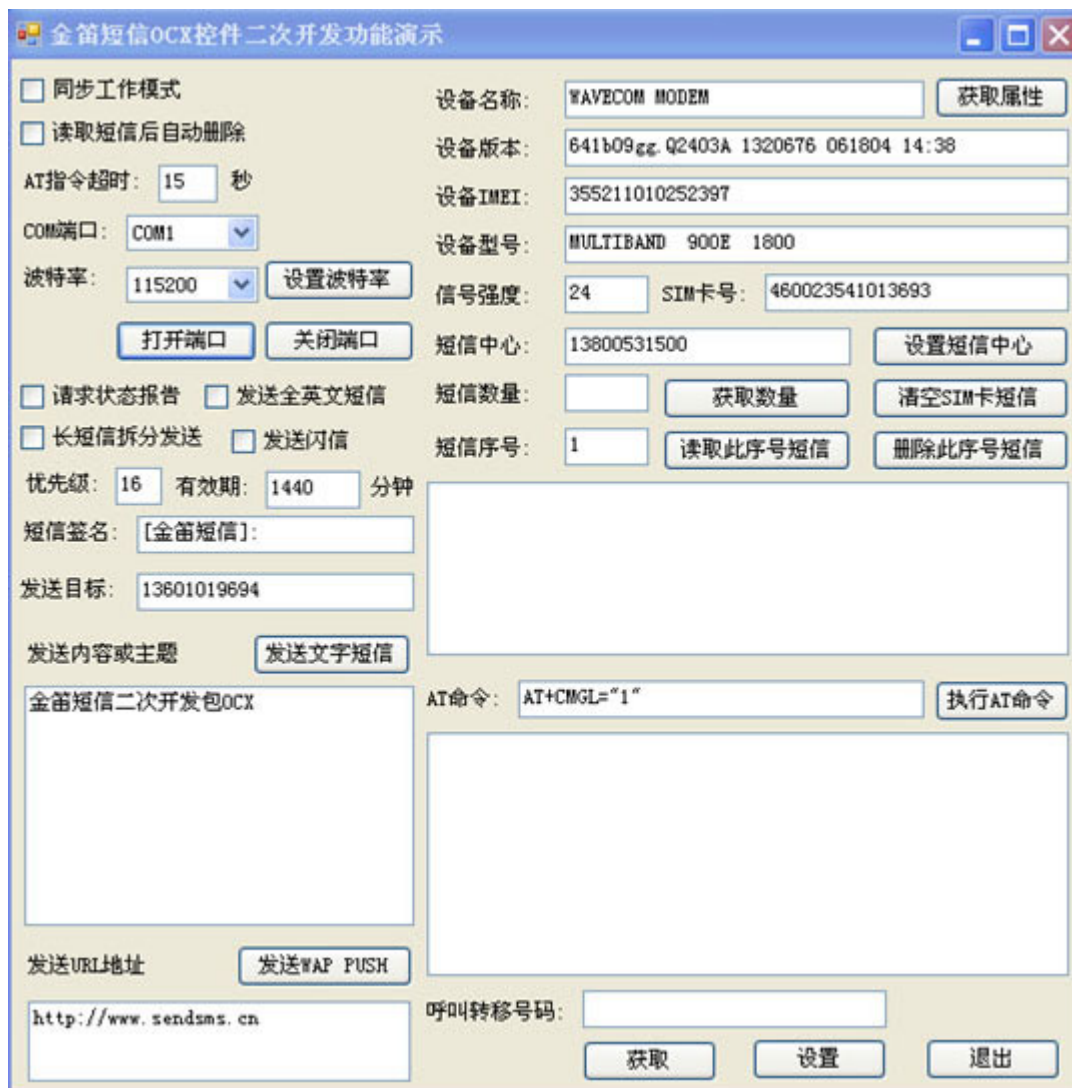 金笛短信OCX控件二次开发功能演示
同步工作模式
读取短信后自动删除
AT指令超时: 15 秒
COM端口: COM1
波特率: 115200 设置波特率
打开端口 关闭端口
请求状态报告 发送全英文短信
长短信拆分发送 发送闪信
优先级: 16 有效期: 1440 分钟
短信签名: [金笛短信]:
发送目标: 13601019694
发送内容或主题 发送文字短信
金笛短信二次开发包OCX
发送URL地址 发送WAP PUSH
http://www.sendsms.cn
设备名称: WAVECOM MODEM 获取属性
设备版本: 641b09gg.Q2403A 1320676 061804 14:38
设备IMEI: 355211010252397
设备型号: MULTIBAND 900E 1800
信号强度: 24 SIM卡号: 460023541013693
短信中心: 13800531500 设置短信中心
短信数量: 获取数量 清空SIM卡短信
短信序号: 1 读取此序号短信 删除此序号短信
AT命令: AT+CMGL="1" 执行AT命令
呼叫转移号码:
获取 设置 退出